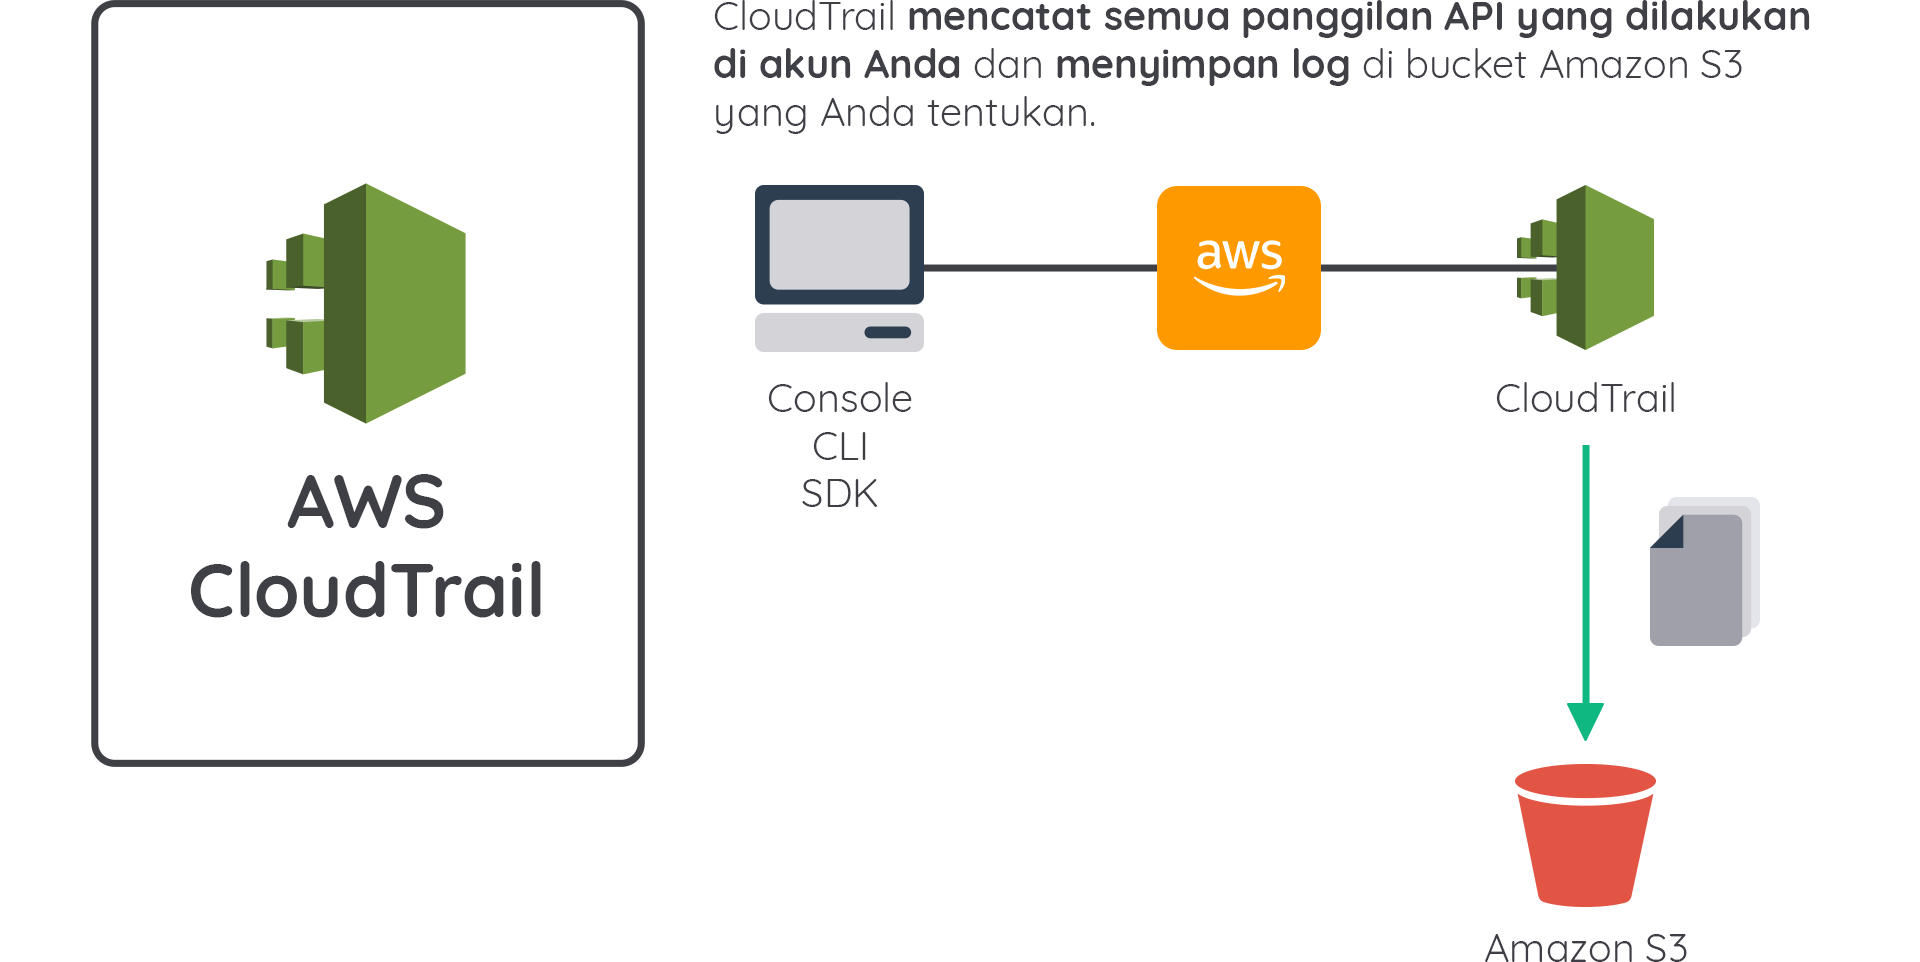 CloudTrail mencatat semua panggilan API yang dilakukan
di akun Anda dan menyimpan log di bucket Amazon S3
yang Anda tentukan.
AWS
CloudTrail
aws
Console
CLI
SDK
CloudTrail
Amazon S3